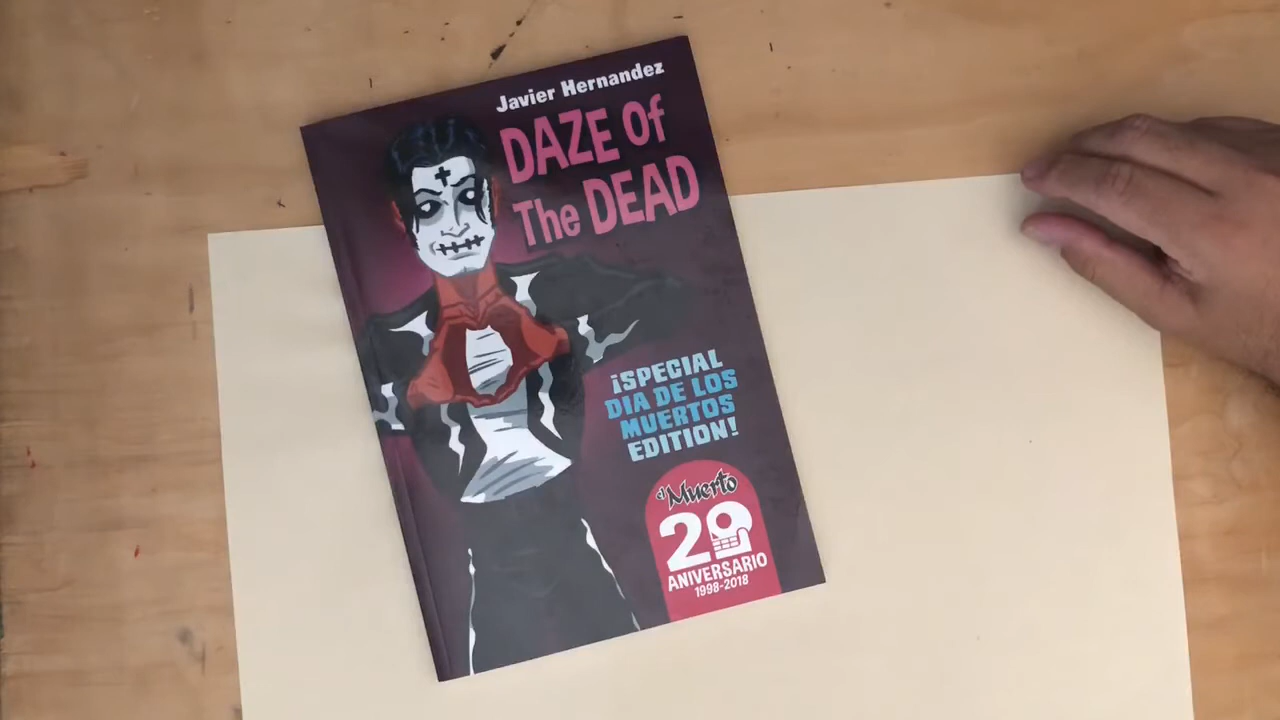 Javier Hernandez
DAZE Of
The DEAD
¡SPECIAL
DIA DE LOS
MUERTOS
EDITION!
el Muerto
20
ANIVERSARIO
1998-2018